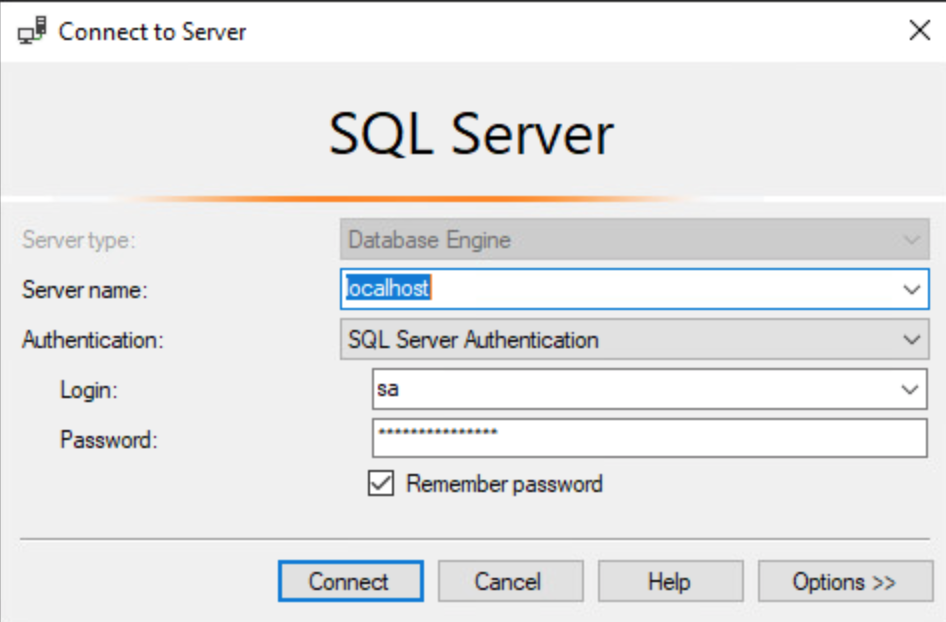 Connect to Server
SQL Server
Server type: Database Engine
Server name: localhost
Authentication: SQL Server Authentication
Login: sa
Password: ***************
Remember password
Connect Cancel Help Options >>